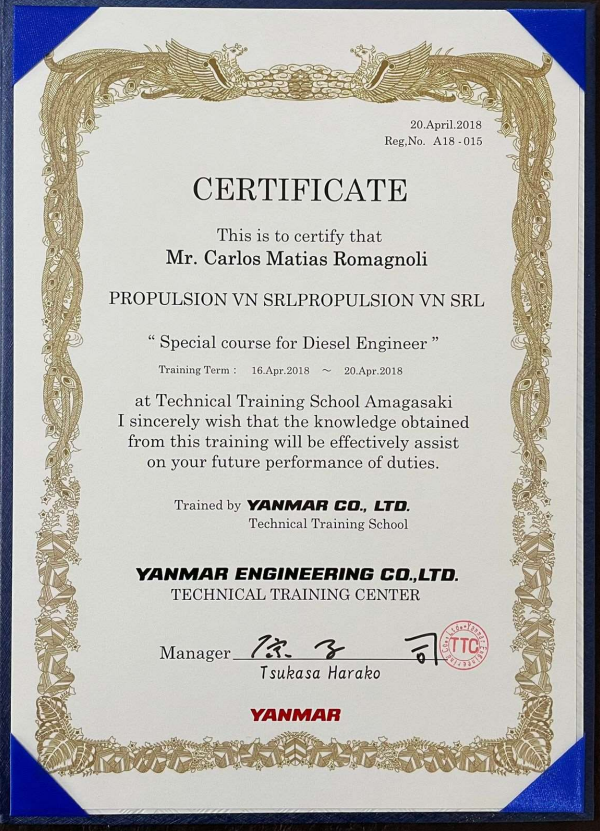 20.April.2018
Reg,No. A18-015
CERTIFICATE
This is to certify that
Mr. Carlos Matias Romagnoli
PROPULSION VN SRLPROPULSION VN SRL
“ Special course for Diesel Engineer ”
Training Term : 16.Apr.2018 ～ 20.Apr.2018
at Technical Training School Amagasaki
I sincerely wish that the knowledge obtained
from this training will be effectively assist
on your future performance of duties.
Trained by YANMAR CO., LTD.
Technical Training School
YANMAR ENGINEERING CO.,LTD.
TECHNICAL TRAINING CENTER
Manager 原子 司
TTC
Tsukasa Harako
YANMAR